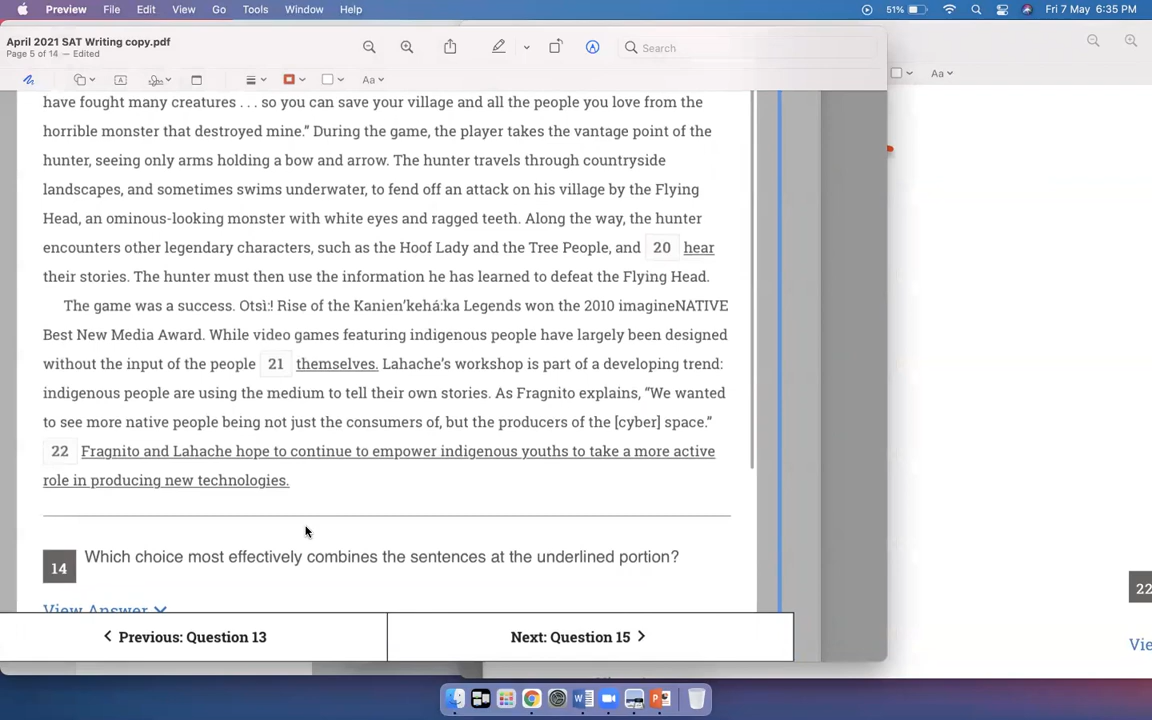 Preview File Edit View Go Tools Window Help 51% Fri 7 May 6:35 PM
April 2021 SAT Writing copy.pdf
Page 5 of 14 — Edited
Search
Aa
Aa
have fought many creatures . . . so you can save your village and all the people you love from the
horrible monster that destroyed mine.” During the game, the player takes the vantage point of the
hunter, seeing only arms holding a bow and arrow. The hunter travels through countryside
landscapes, and sometimes swims underwater, to fend off an attack on his village by the Flying
Head, an ominous-looking monster with white eyes and ragged teeth. Along the way, the hunter
encounters other legendary characters, such as the Hoof Lady and the Tree People, and 20 hear
their stories. The hunter must then use the information he has learned to defeat the Flying Head.
The game was a success. Otsì:! Rise of the Kanien’kehá:ka Legends won the 2010 imagineNATIVE
Best New Media Award. While video games featuring indigenous people have largely been designed
without the input of the people 21 themselves. Lahache’s workshop is part of a developing trend:
indigenous people are using the medium to tell their own stories. As Fragnito explains, “We wanted
to see more native people being not just the consumers of, but the producers of the [cyber] space.”
22 Fragnito and Lahache hope to continue to empower indigenous youths to take a more active
role in producing new technologies.
14 Which choice most effectively combines the sentences at the underlined portion?
View Answer
Previous: Question 13
Next: Question 15
22
Vie